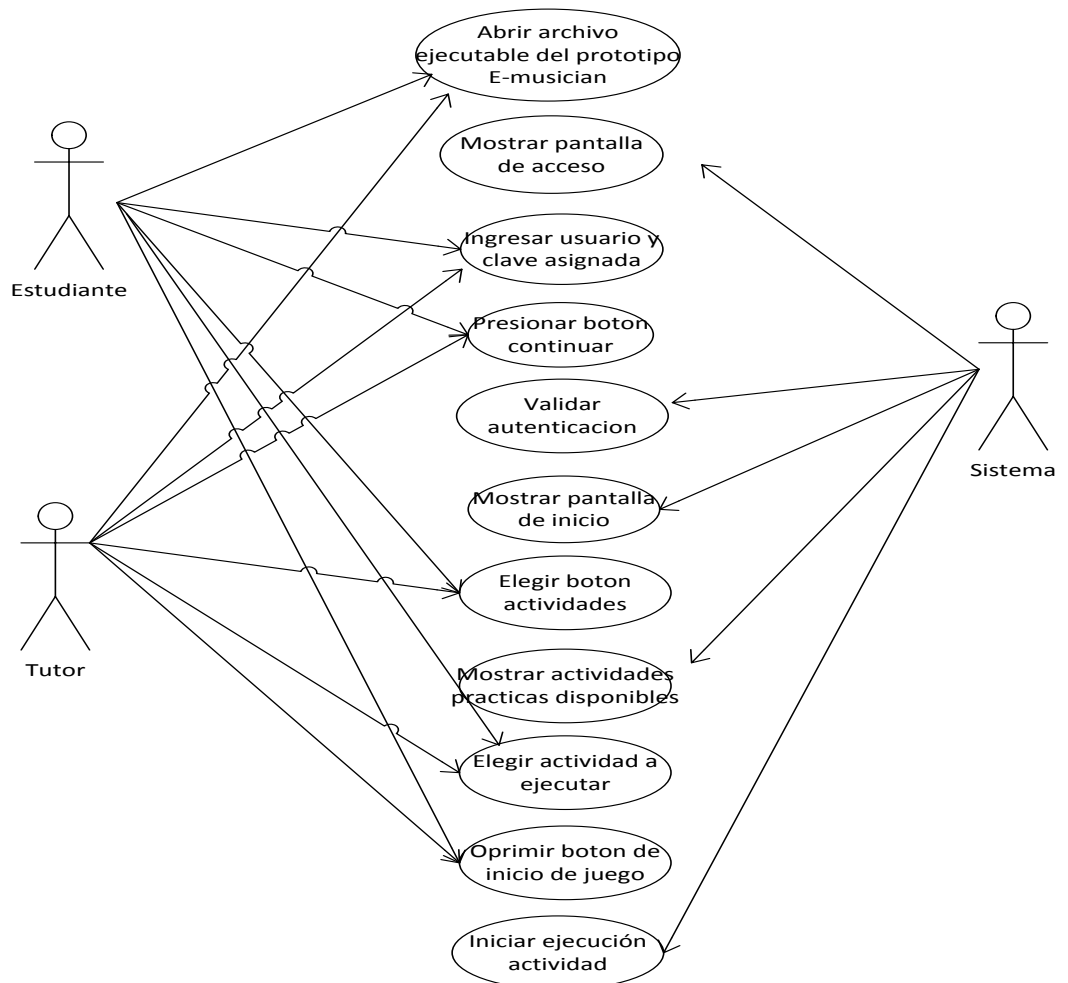 Abrir archivo
ejecutable del prototipo
E-musician
Mostrar pantalla
de acceso
Ingresar usuario y
clave asignada
Estudiante
Presionar boton
continuar
Validar
autenticacion
Sistema
Mostrar pantalla
de inicio
Elegir boton
actividades
Tutor
Mostrar actividades
practicas disponibles
Elegir actividad a
ejecutar
Oprimir boton de
inicio de juego
Iniciar ejecución
actividad